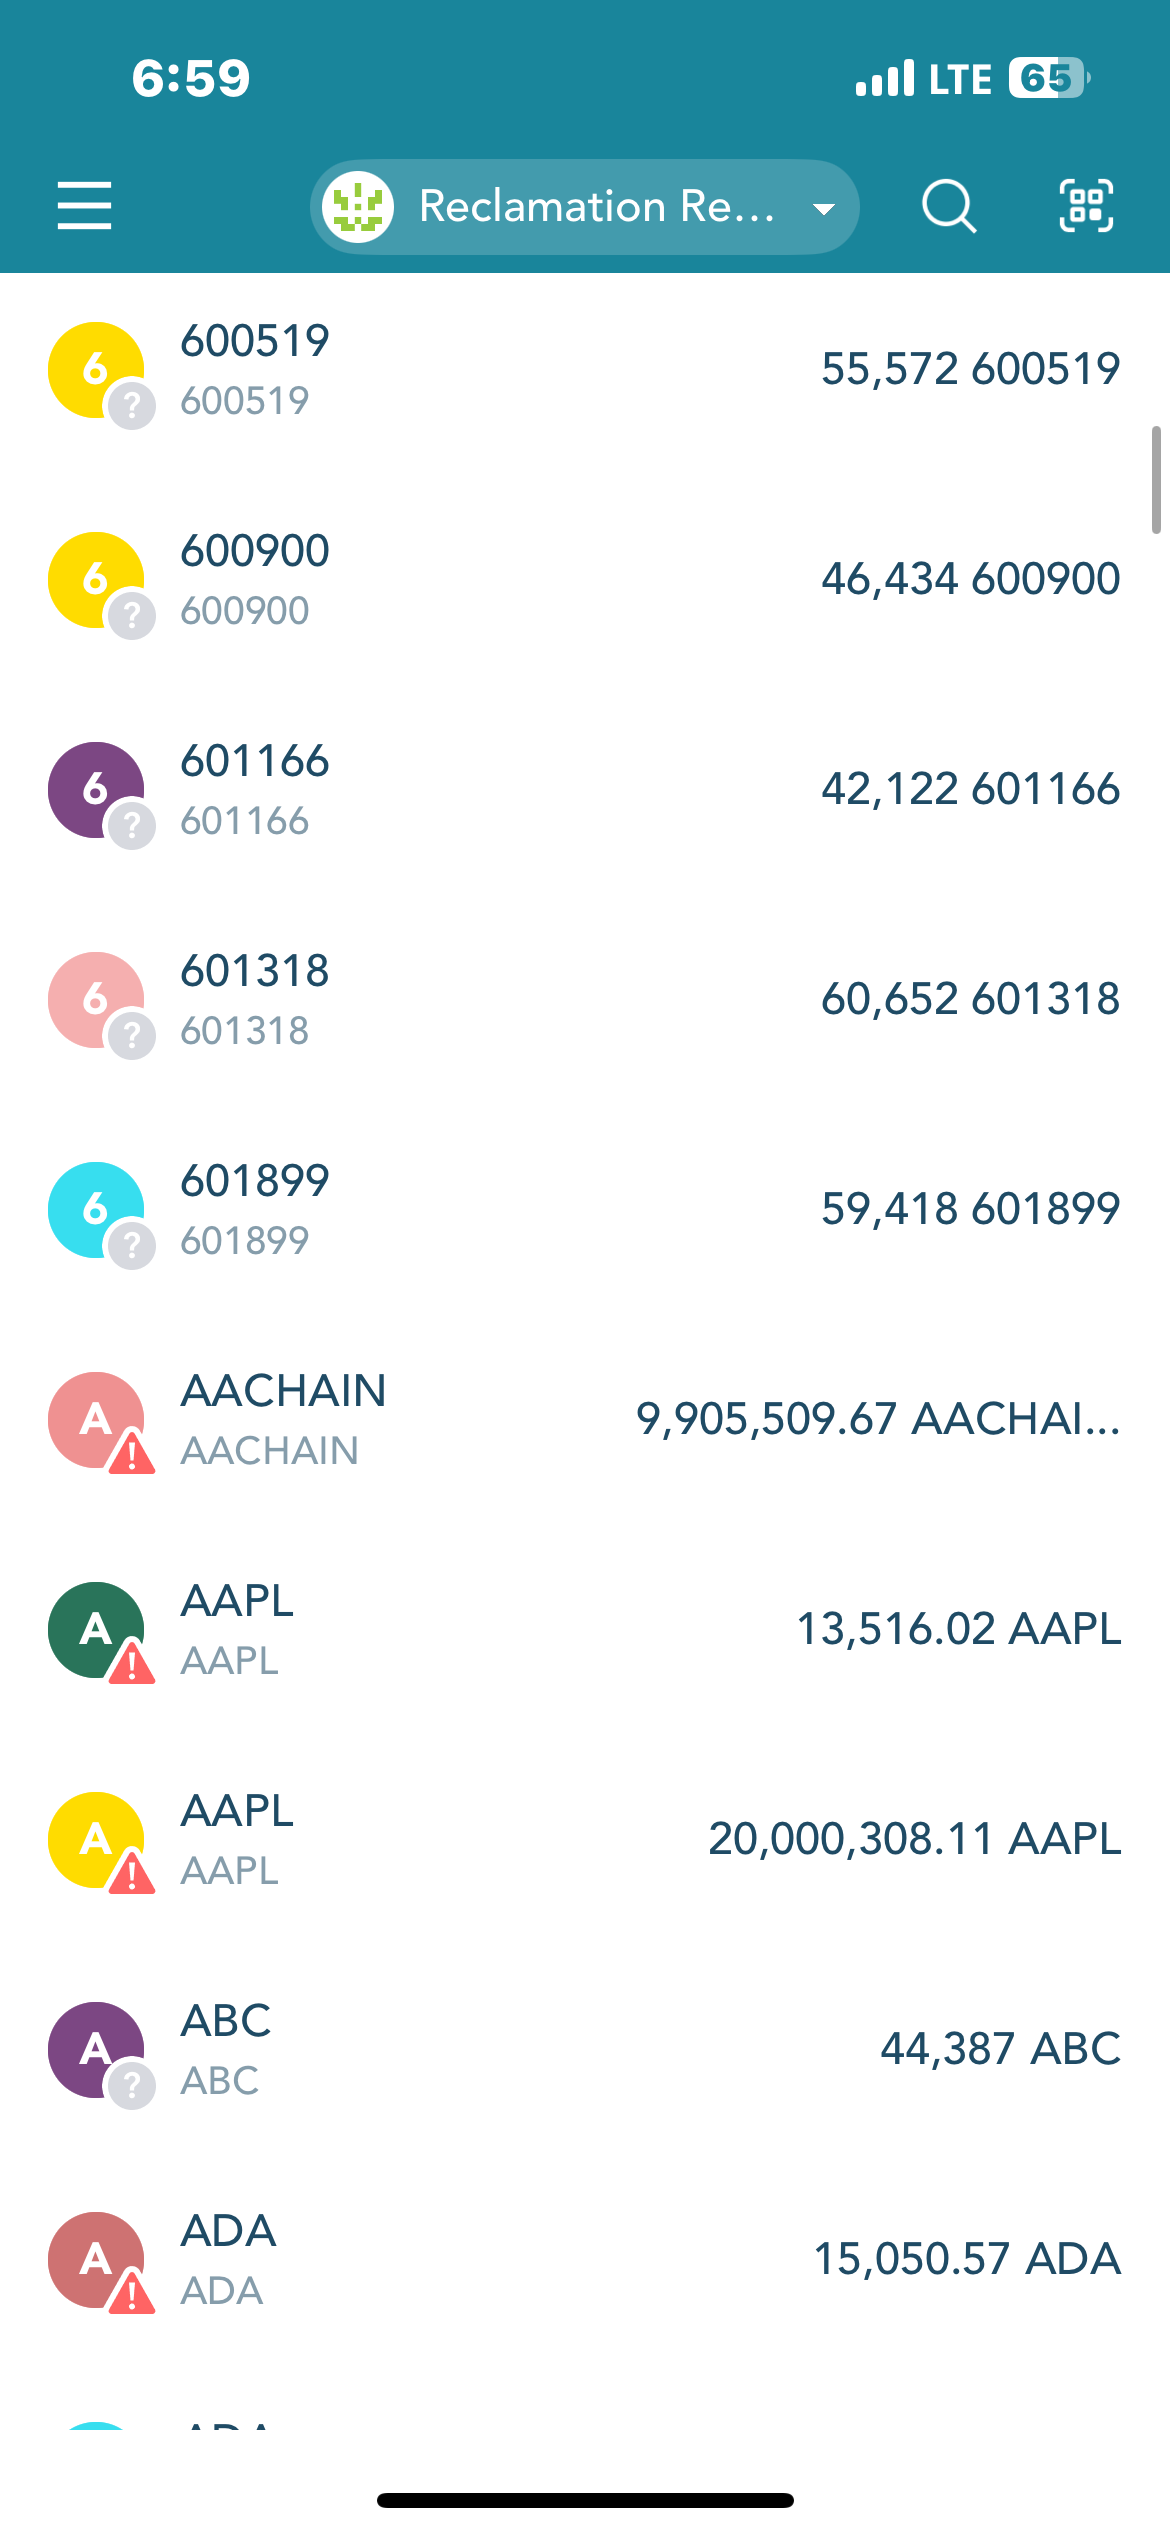 6:59
LTE 65
Reclamation Re...
6 600519
? 600519
55,572 600519
6 600900
? 600900
46,434 600900
6 601166
? 601166
42,122 601166
6 601318
? 601318
60,652 601318
6 601899
? 601899
59,418 601899
A AACHAIN
! AACHAIN
9,905,509.67 AACHAI...
A AAPL
! AAPL
13,516.02 AAPL
A AAPL
! AAPL
20,000,308.11 AAPL
A ABC
? ABC
44,387 ABC
A ADA
! ADA
15,050.57 ADA